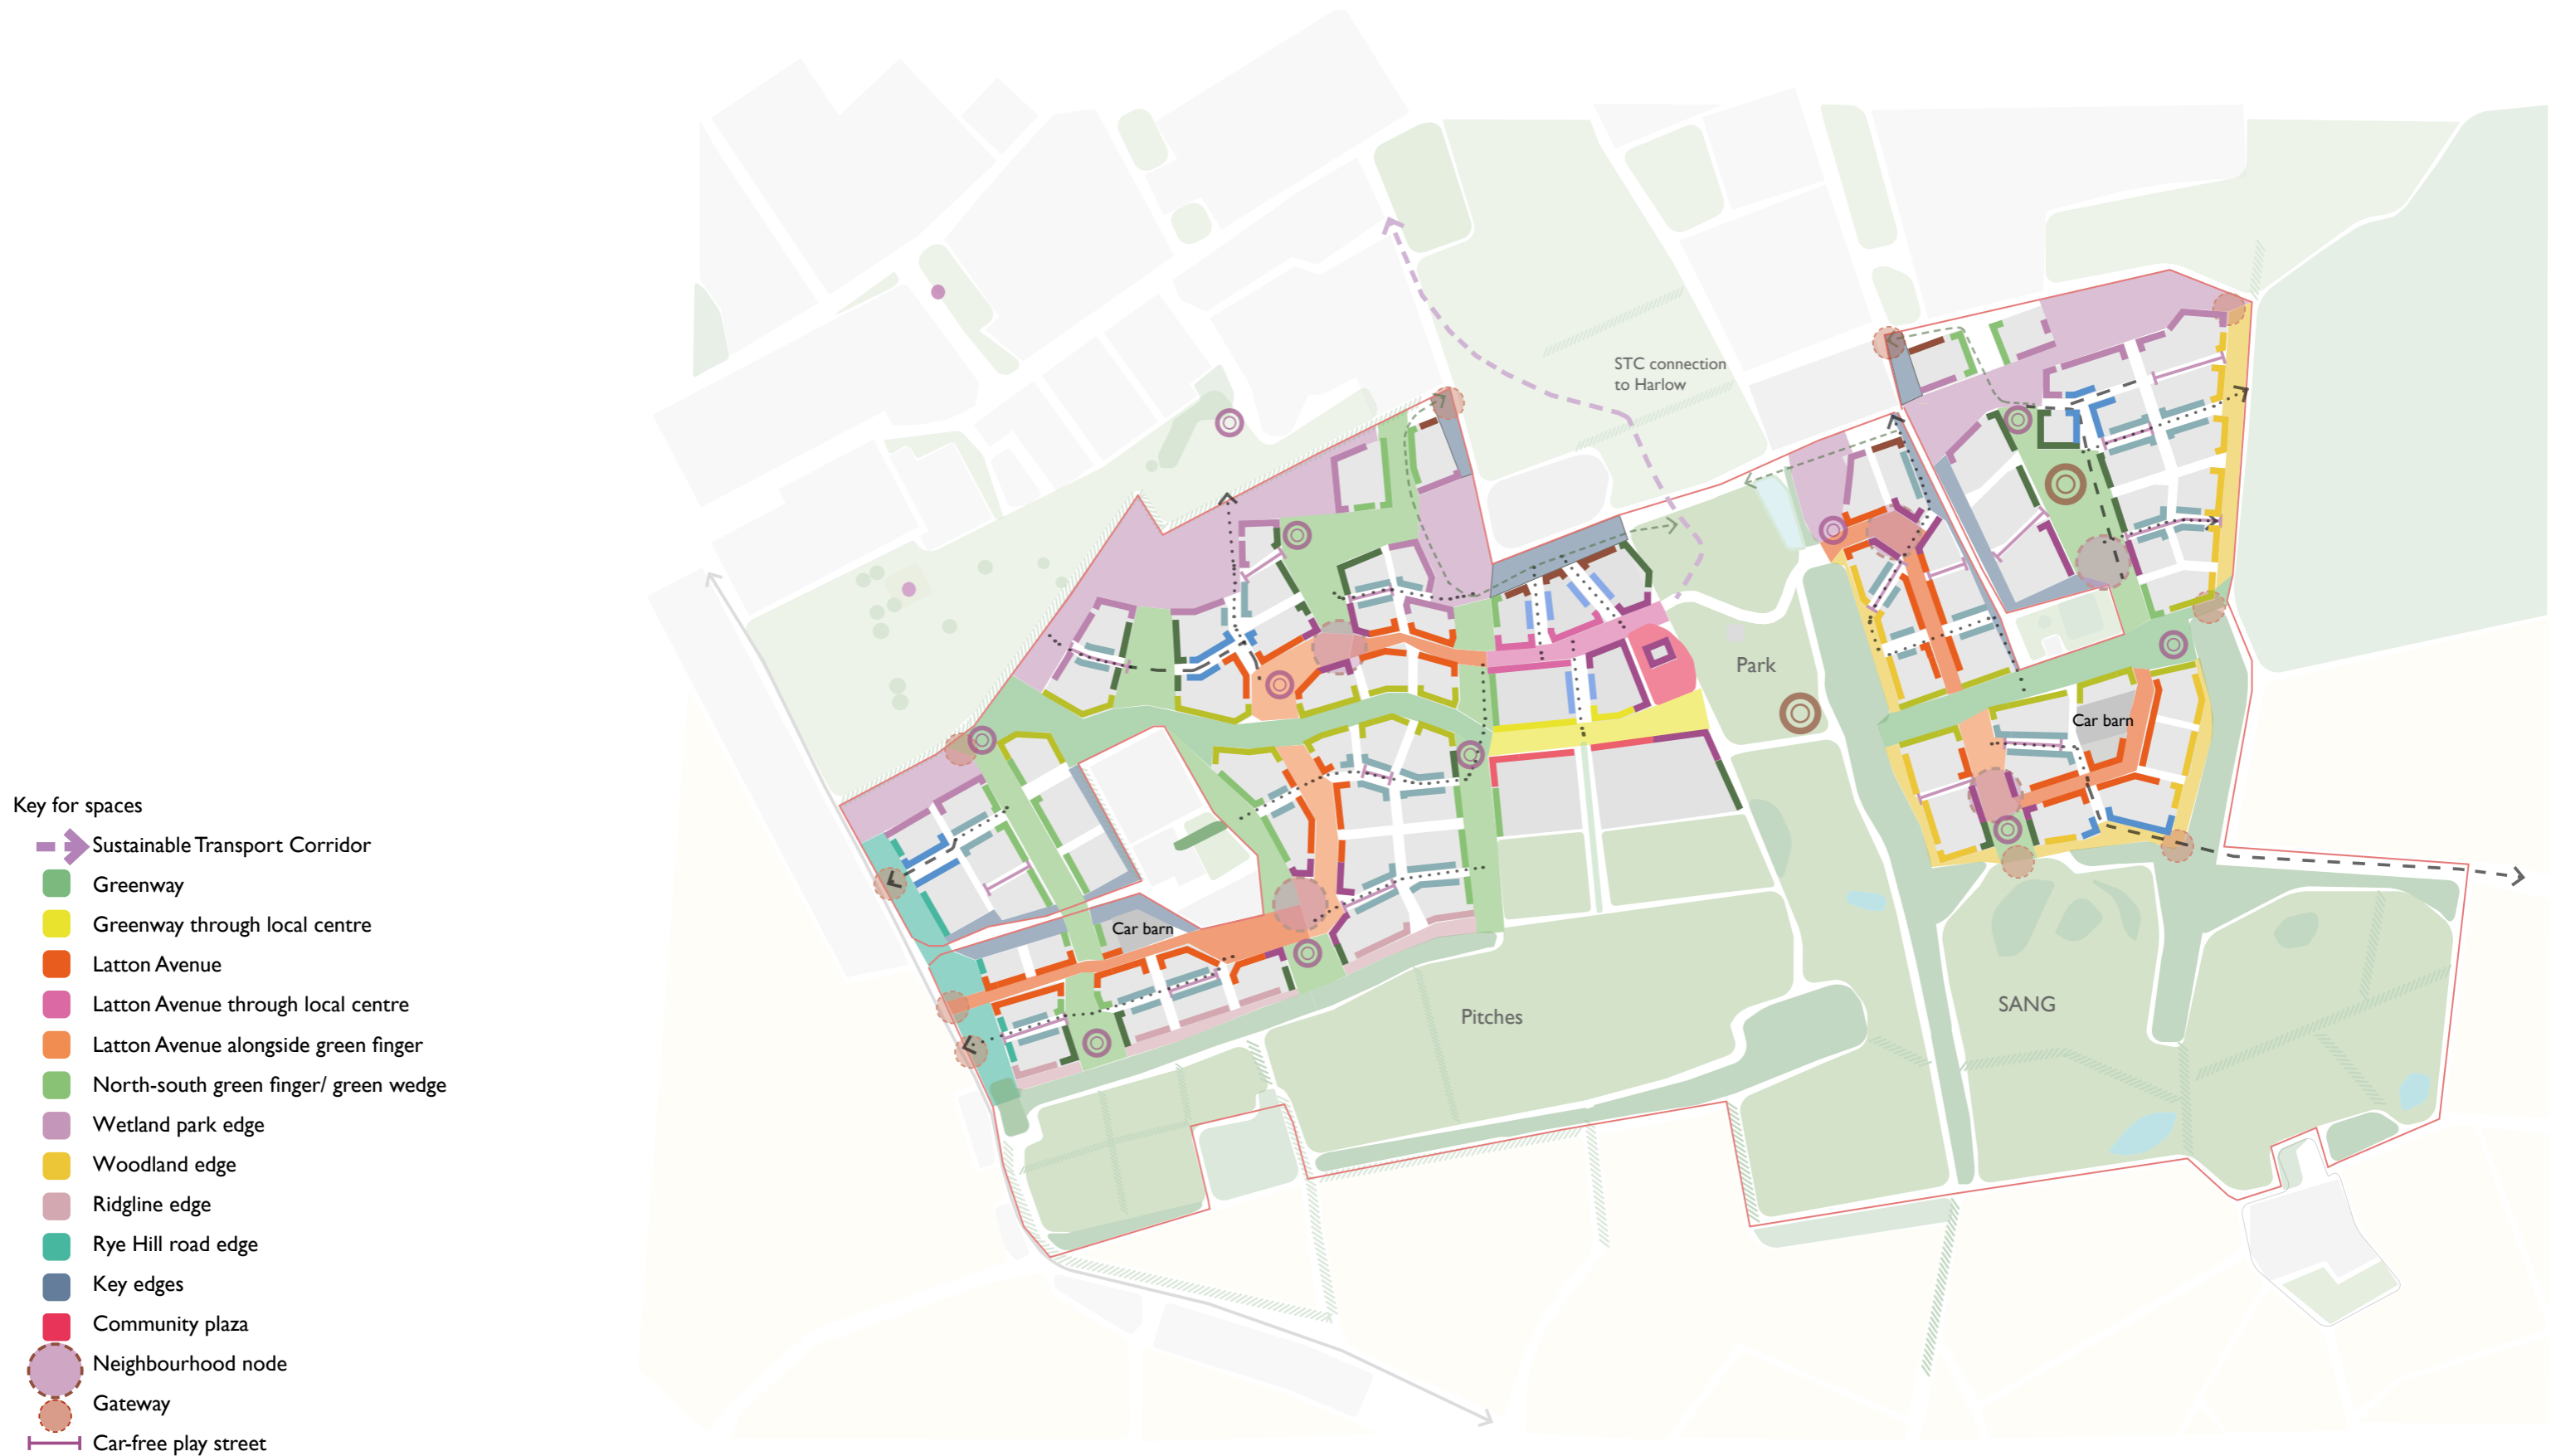 STC connection
to Harlow
Park
Car barn
Key for spaces
Sustainable Transport Corridor
Greenway
Greenway through local centre
Car barn
Latton Avenue
Latton Avenue through local centre
Pitches
SANG
Latton Avenue alongside green finger
North-south green finger/ green wedge
Wetland park edge
Woodland edge
Ridgline edge
Rye Hill road edge
Key edges
Community plaza
Neighbourhood node
Gateway
Car-free play street